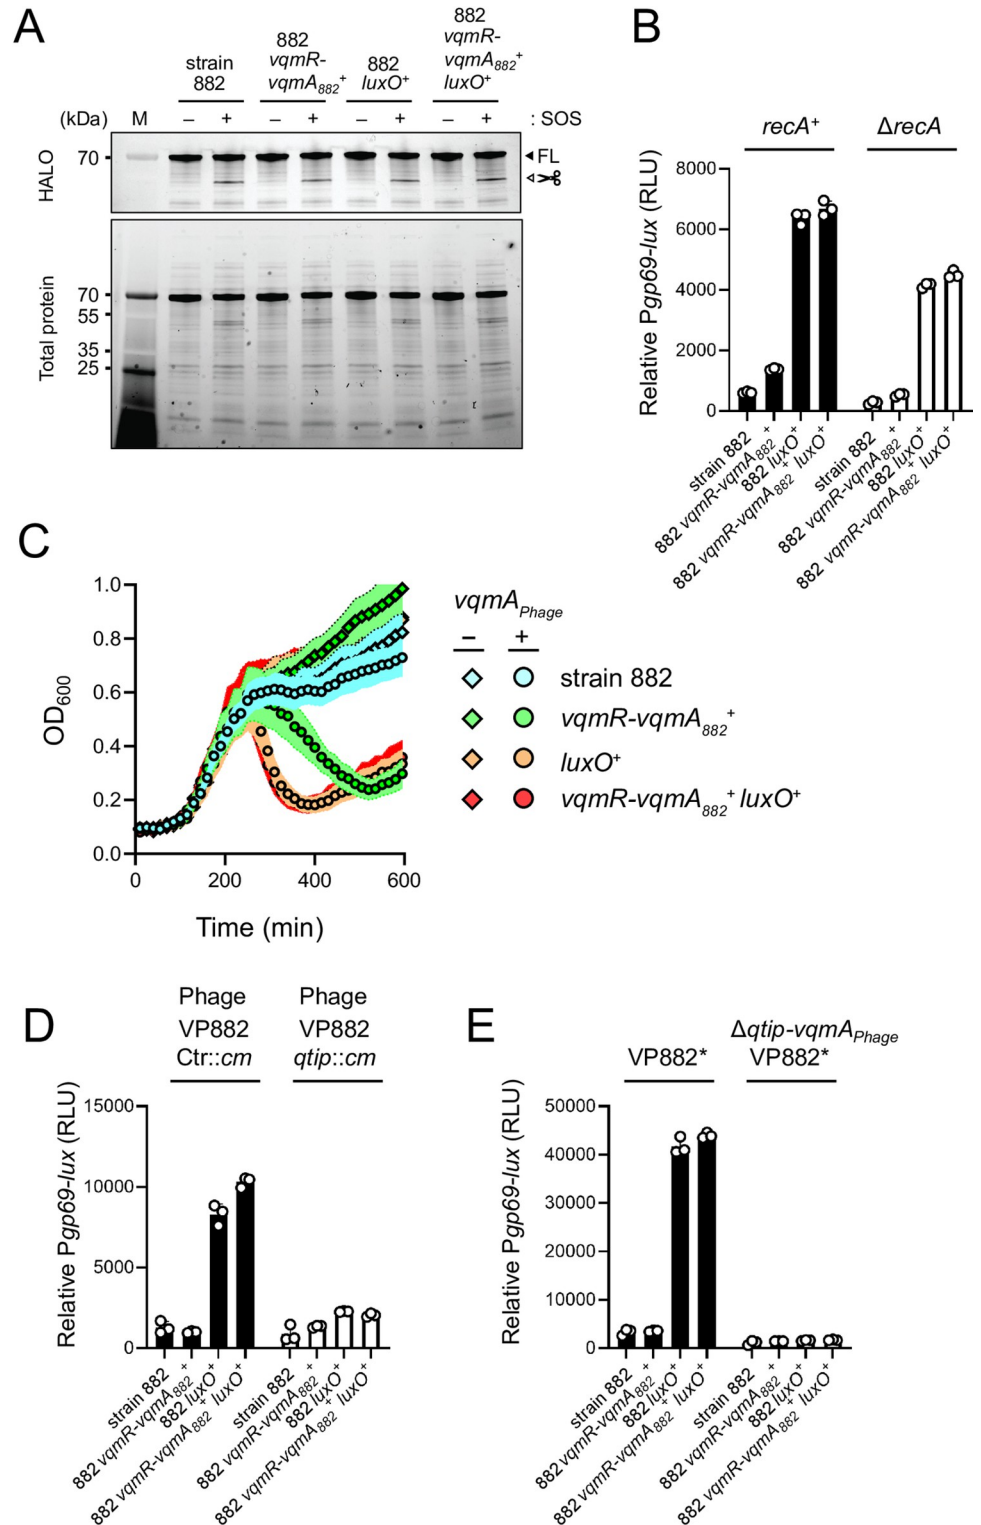 A
strain 882
882 vqmR-vqmA882+
882 luxO+
882 vqmR-vqmA882+ luxO+
(kDa) M – + – + – + – + : SOS
HALO
70
FL
Total protein
70
55
35
25
B
recA+ ΔrecA
Relative Pgp69-lux (RLU)
8000
6000
4000
2000
0
strain 882
882 vqmR-vqmA882+
882 luxO+
882 vqmR-vqmA882+ luxO+
strain 882
882 vqmR-vqmA882+
882 luxO+
882 vqmR-vqmA882+ luxO+
C
OD600
1.0
0.8
0.6
0.4
0.2
0.0
0 200 400 600
Time (min)
vqmAPhage
– +
strain 882
vqmR-vqmA882+
luxO+
vqmR-vqmA882+ luxO+
D
Phage VP882 Ctr::cm
Phage VP882 qtip::cm
Relative Pgp69-lux (RLU)
15000
10000
5000
0
strain 882
882 vqmR-vqmA882+
882 luxO+
882 vqmR-vqmA882+ luxO+
strain 882
882 vqmR-vqmA882+
882 luxO+
882 vqmR-vqmA882+ luxO+
E
VP882*
Δqtip-vqmAPhage
VP882*
Relative Pgp69-lux (RLU)
50000
40000
30000
20000
10000
0
strain 882
882 vqmR-vqmA882+
882 luxO+
882 vqmR-vqmA882+ luxO+
strain 882
882 vqmR-vqmA882+
882 luxO+
882 vqmR-vqmA882+ luxO+